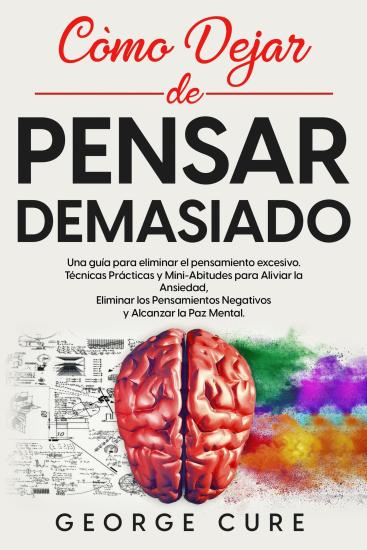 Còmo Dejar
de
PENSAR
DEMASIADO
Una guía para eliminar el pensamiento excesivo.
Técnicas Prácticas y Mini-Abitudes para Aliviar la
Ansiedad,
Eliminar los Pensamientos Negativos
y Alcanzar la Paz Mental.
GEORGE CURE